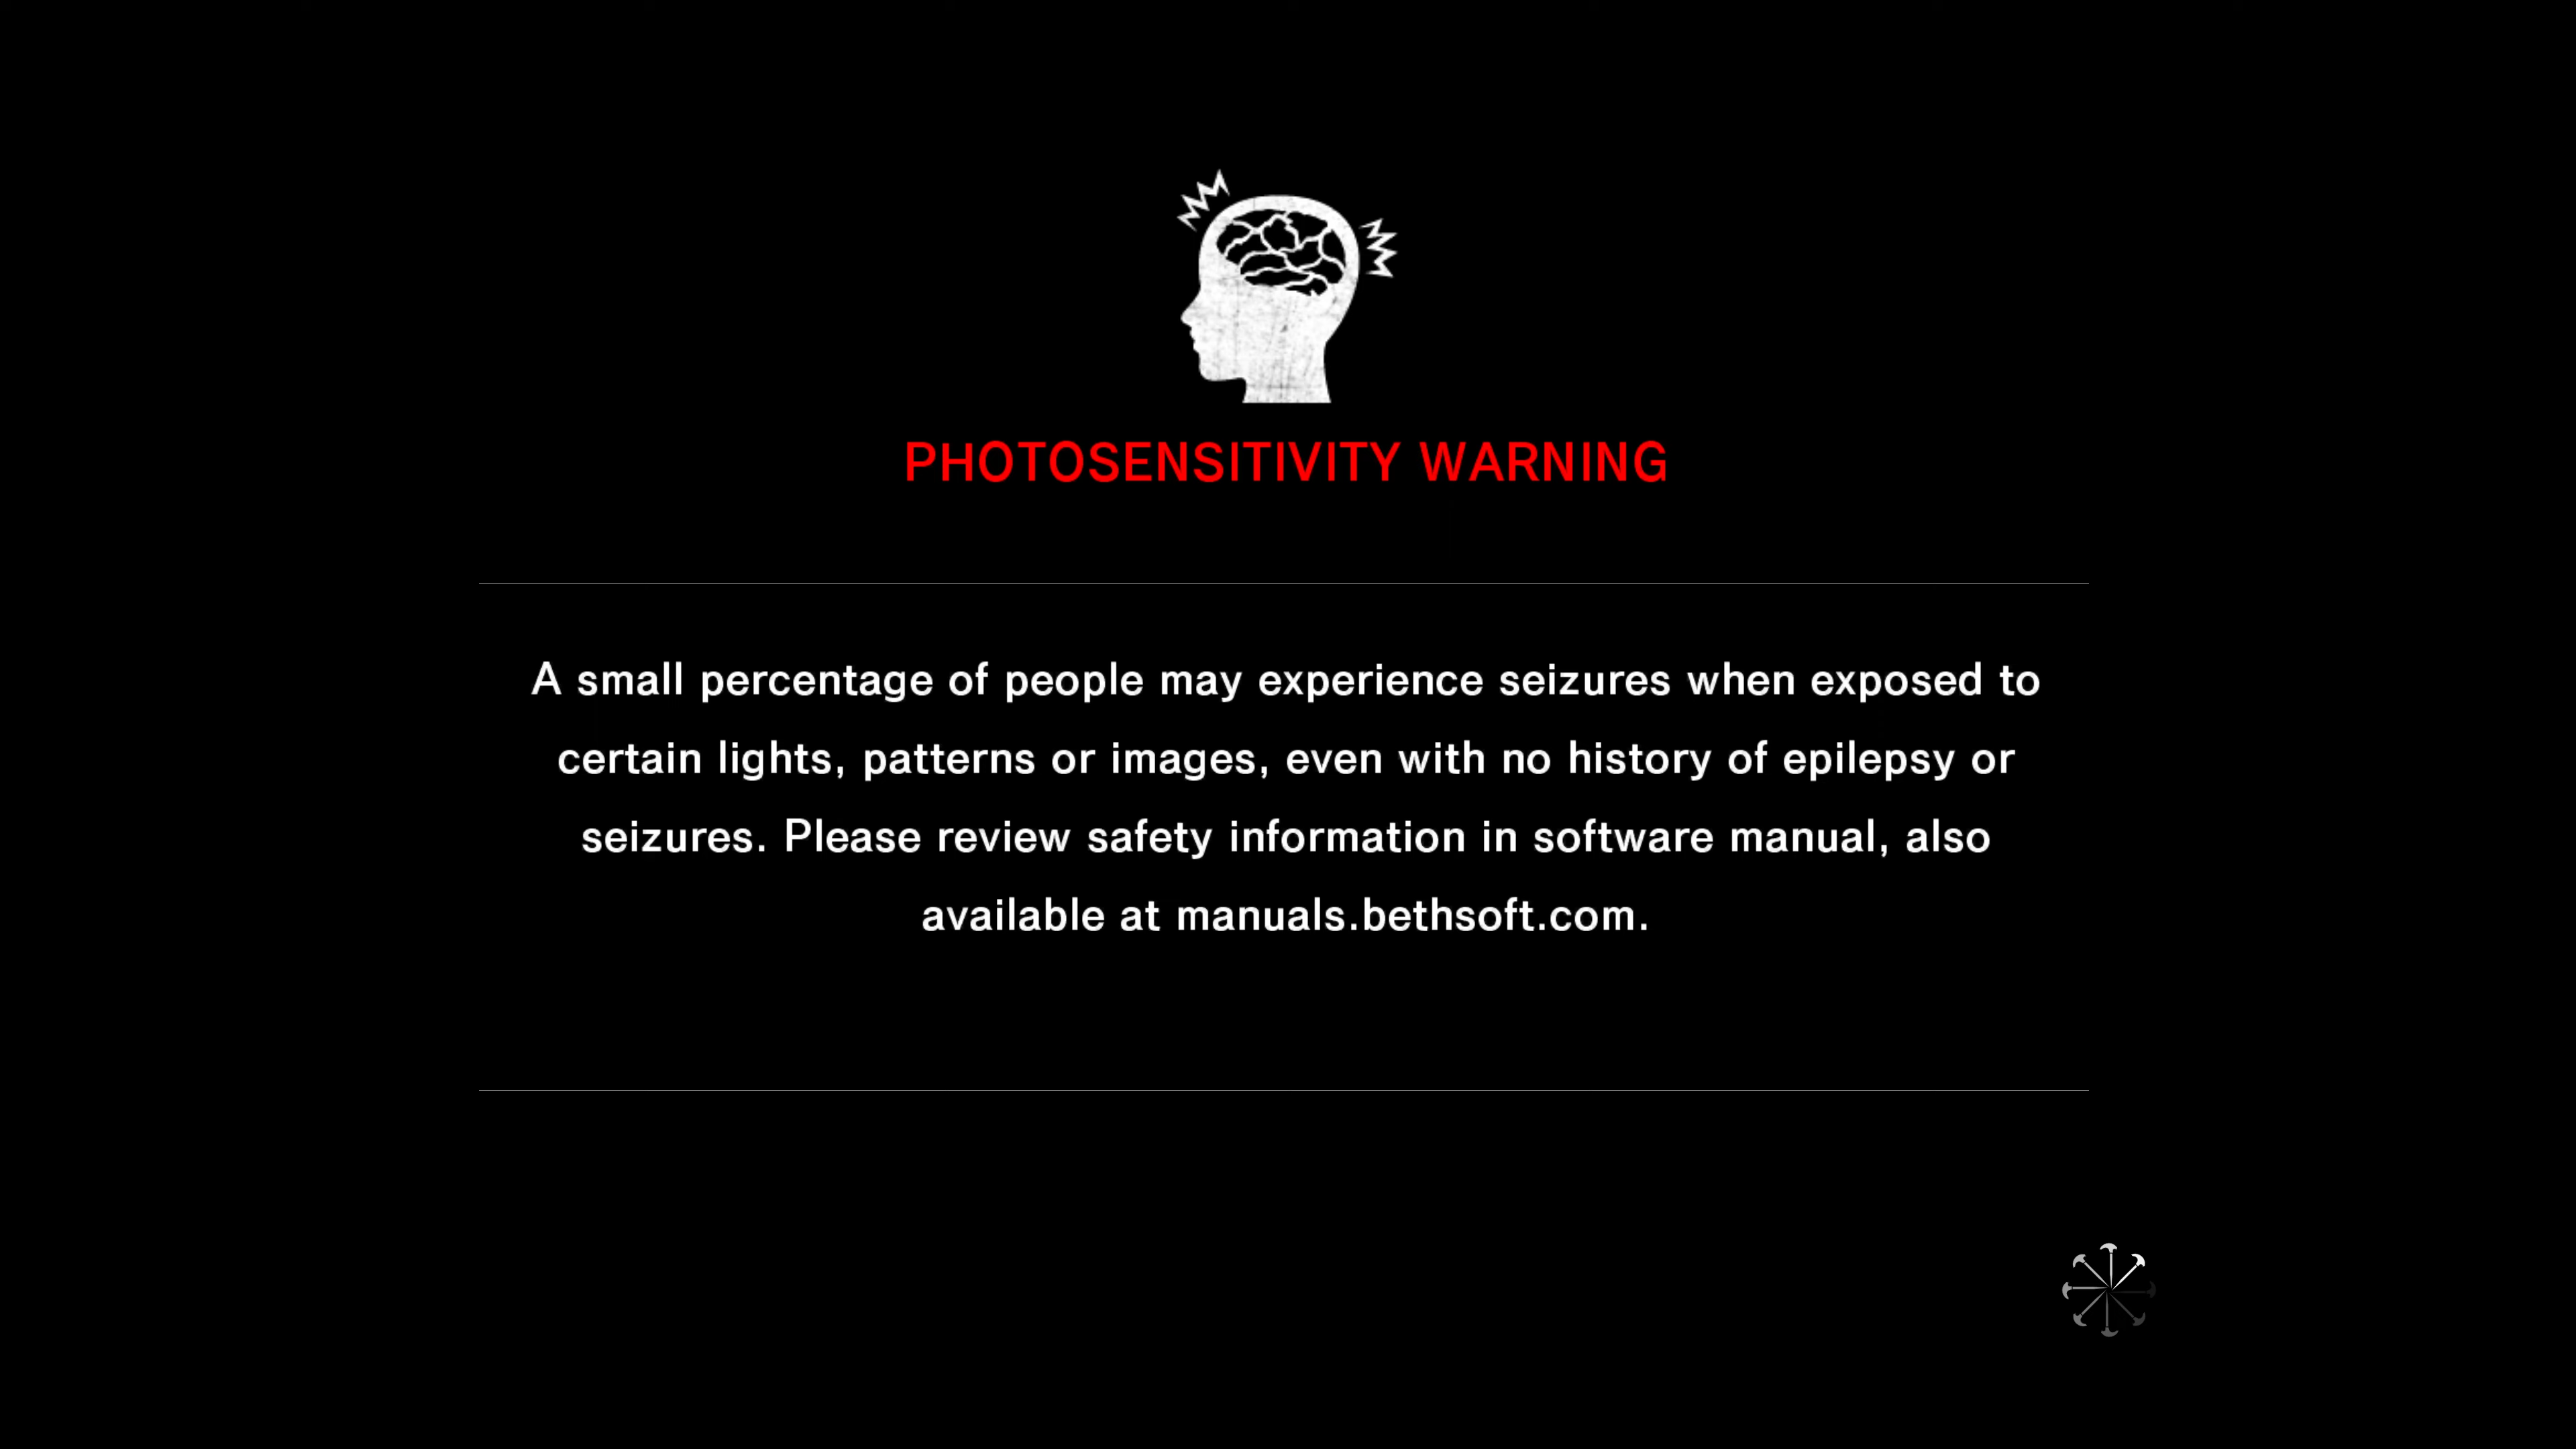 PHOTOSENSITIVITY WARNING
A small percentage of people may experience seizures when exposed to
certain lights, patterns or images, even with no history of epilepsy or
seizures. Please review safety information in software manual, also
available at manuals.bethsoft.com.